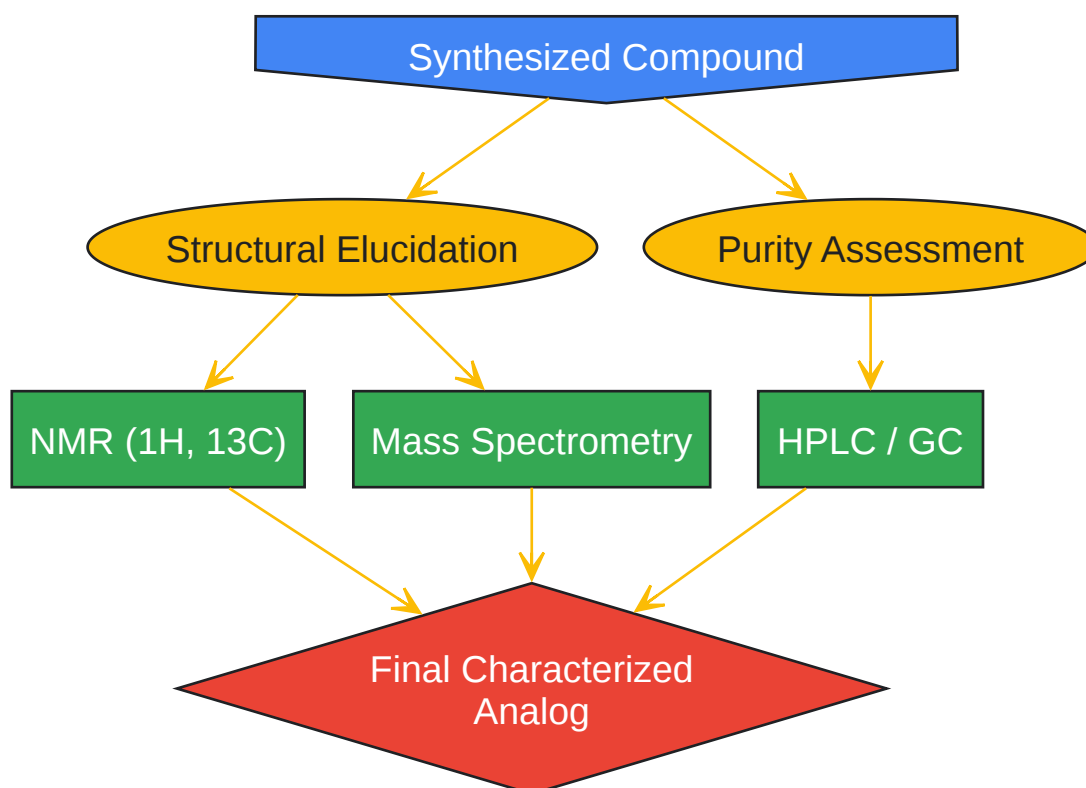 Synthesized Compound
Structural Elucidation
Purity Assessment
NMR (1H, 13C)
Mass Spectrometry
HPLC / GC
Final Characterized
Analog